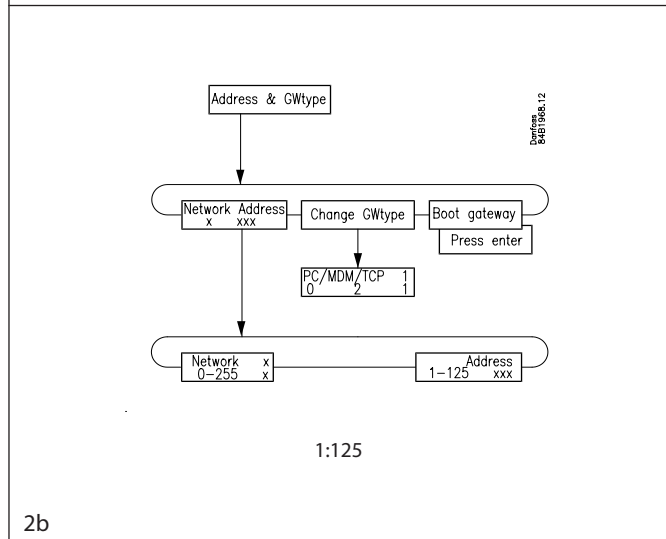 Address & GWtype
Danfoss
84B1968.12
Network Address
x xxx
Change GWtype
Boot gateway
Press enter
PC/MDM/TCP 1
0 2 1
Network x
0-255 x
Address
1-125 xxx
1:125
2b